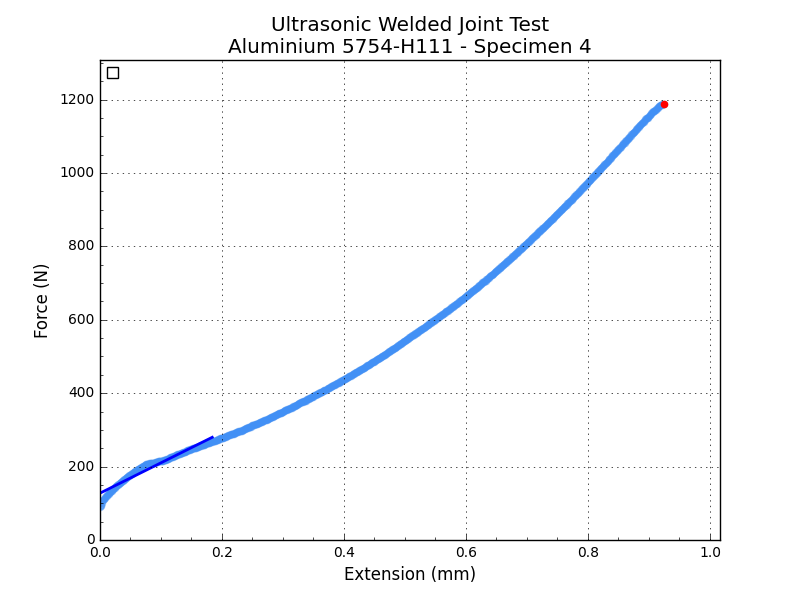 Ultrasonic Welded Joint Test
Aluminium 5754-H111 - Specimen 4
1200
1000
800
600
400
200
0
Force (N)
0.0 0.2 0.4 0.6 0.8 1.0
Extension (mm)